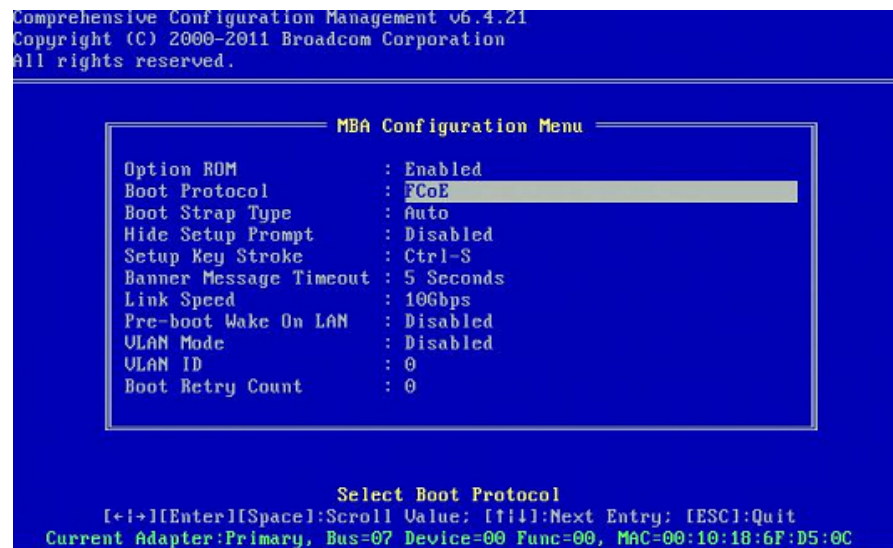 Comprehensive Configuration Management v6.4.21
Copyright (C) 2000-2011 Broadcom Corporation
All rights reserved.
MBA Configuration Menu
Option ROM : Enabled
Boot Protocol : FCoE
Boot Strap Type : Auto
Hide Setup Prompt : Disabled
Setup Key Stroke : Ctrl-S
Banner Message Timeout : 5 Seconds
Link Speed : 10Gbps
Pre-boot Wake On LAN : Disabled
VLAN Mode : Disabled
VLAN ID : 0
Boot Retry Count : 0
Select Boot Protocol
[←|→][Enter][Space]:Scroll Value; [↑|↓]:Next Entry; [ESC]:Quit
Current Adapter:Primary, Bus=07 Device=00 Func=00, MAC=00:10:18:6F:D5:0C